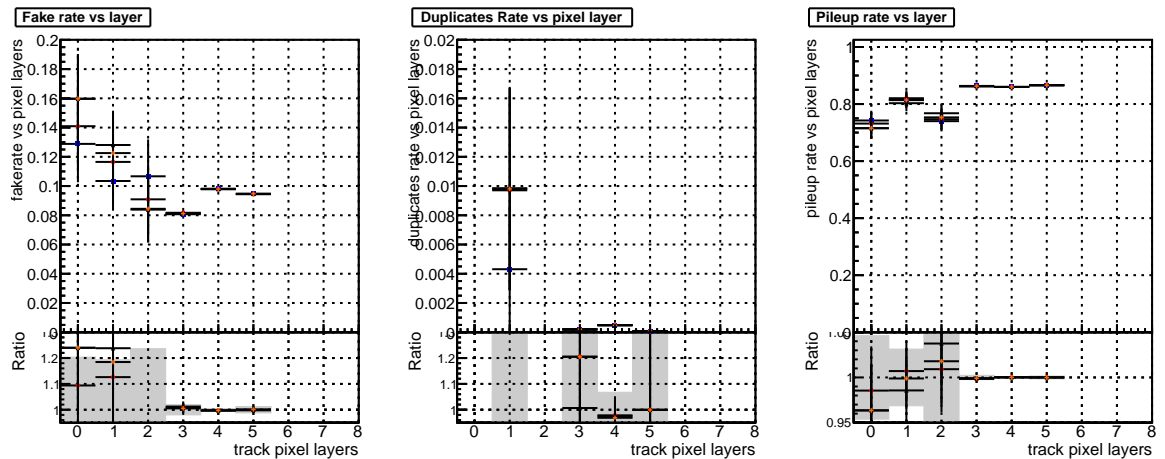 Fake rate vs layer
fakerate vs pixel layers
0.2
0.18
0.16
0.14
0.12
0.1
0.08
0.06
0.04
0.02
0
Ratio
1.2
1.1
1
0 1 2 3 4 5 6 7 8
track pixel layers
Duplicates Rate vs pixel layer
duplicates rate vs pixel layers
0.02
0.018
0.016
0.014
0.012
0.01
0.008
0.006
0.004
0.002
0
Ratio
1.2
1.1
1
0 1 2 3 4 5 6 7 8
track pixel layers
Pileup rate vs layer
pileup rate vs pixel layers
1
0.8
0.6
0.4
0.2
0
Ratio
1
0.95
0 1 2 3 4 5 6 7 8
track pixel layers